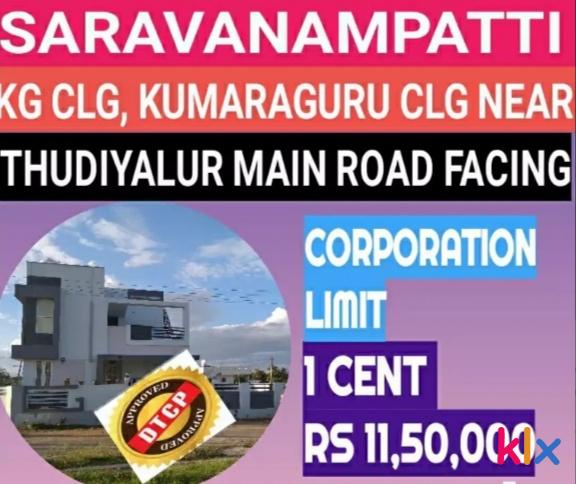 SARAVANAMPATTI
KG CLG, KUMARAGURU CLG NEAR
THUDIYALUR MAIN ROAD FACING
CORPORATION
LIMIT
1 CENT
RS 11,50,000
klx
APPROVED
DTCP
APPROVED